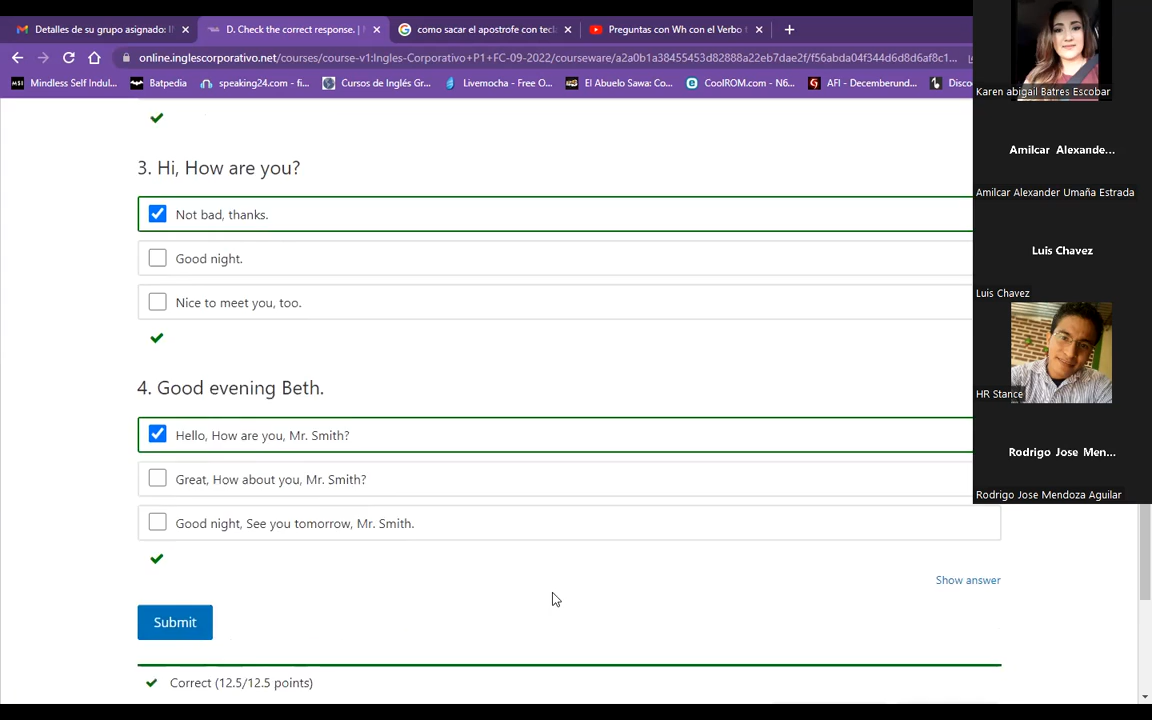 Detalles de su grupo asignado: I
D. Check the correct response. |
como sacar el apostrofe con tecl
Preguntas con Wh con el Verbo t
online.inglescorporativo.net/courses/course-v1:Ingles-Corporativo+P1+FC-09-2022/courseware/a2a0b1a38455453d82888a22eb7dae2f/f56abda04f344d6d8d6af8c1...
Mindless Self Indul...
Batpedia
speaking24.com - fi...
Cursos de Inglés Gr...
Livemocha - Free O...
El Abuelo Sawa: Co...
CoolROM.com - N6...
AFI - Decemberund...
Disco
3. Hi, How are you?
Not bad, thanks.
Good night.
Nice to meet you, too.
4. Good evening Beth.
Hello, How are you, Mr. Smith?
Great, How about you, Mr. Smith?
Good night, See you tomorrow, Mr. Smith.
Show answer
Submit
Correct (12.5/12.5 points)
Karen abigail Batres Escobar
Amilcar Alexande...
Amilcar Alexander Umaña Estrada
Luis Chavez
Luis Chavez
HR Stance
Rodrigo Jose Men...
Rodrigo Jose Mendoza Aguilar